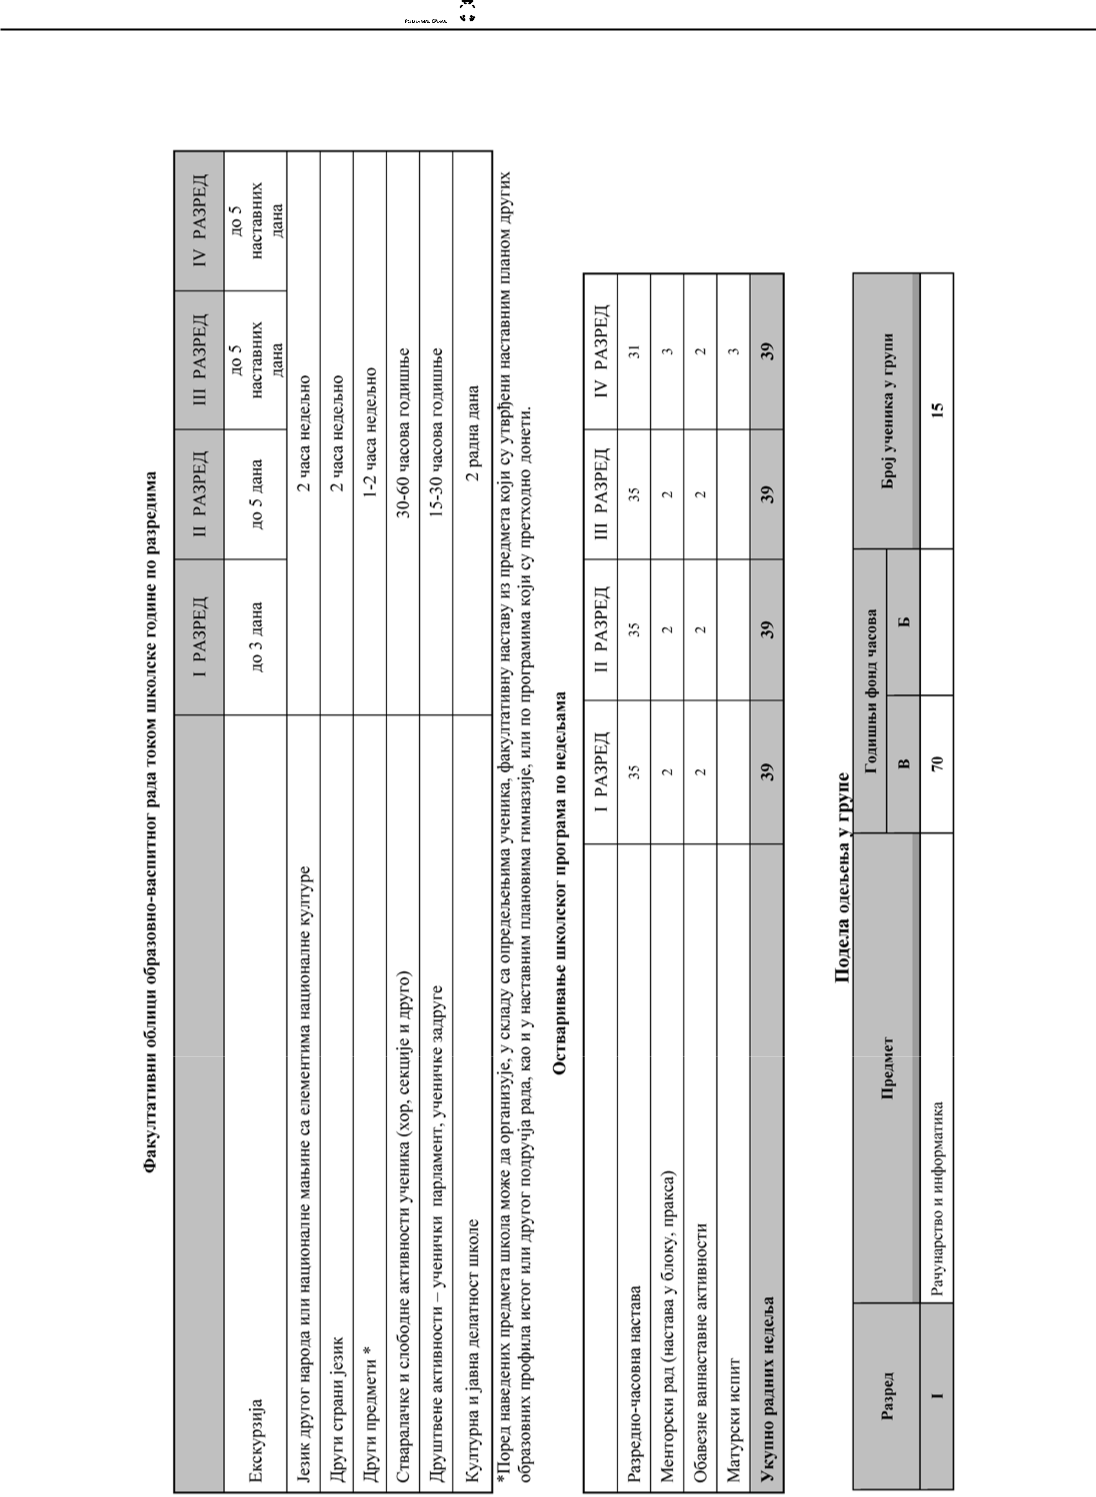 Факултативни облици образовно-васпитног рада током школске године по разредима
I РАЗРЕД II РАЗРЕД III РАЗРЕД IV РАЗРЕД
Екскурзија до 3 дана до 5 дана до 5 наставних дана до 5 наставних дана
Језик другог народа или националне мањине са елементима националне културе 2 часа недељно
Други страни језик 2 часа недељно
Други предмети * 1-2 часа недељно
Стваралачке и слободне активности ученика (хор, секције и друго) 30-60 часова годишње
Друштвене активности – ученички парламент, ученичке задруге 15-30 часова годишње
Културна и јавна делатност школе 2 радна дана
*Поред наведених предмета школа може да организује, у складу са опредељењима ученика, факултативну наставу из предмета који су утврђени наставним планом других
образовних профила истог или другог подручја рада, као и у наставним плановима гимназије, или по програмима који су претходно донети.
Остваривање школског програма по недељама
I РАЗРЕД II РАЗРЕД III РАЗРЕД IV РАЗРЕД
Разредно-часовна настава 35 35 35 31
Менторски рад (настава у блоку, пракса) 2 2 2 3
Обавезне ваннаставне активности 2 2 2 2
Матурски испит 3
Укупно радних недеља 39 39 39 39
Подела одељења у групе
Разред Предмет Годишњи фонд часова Број ученика у групи
В Б
I Рачунарство и информатика 70 15